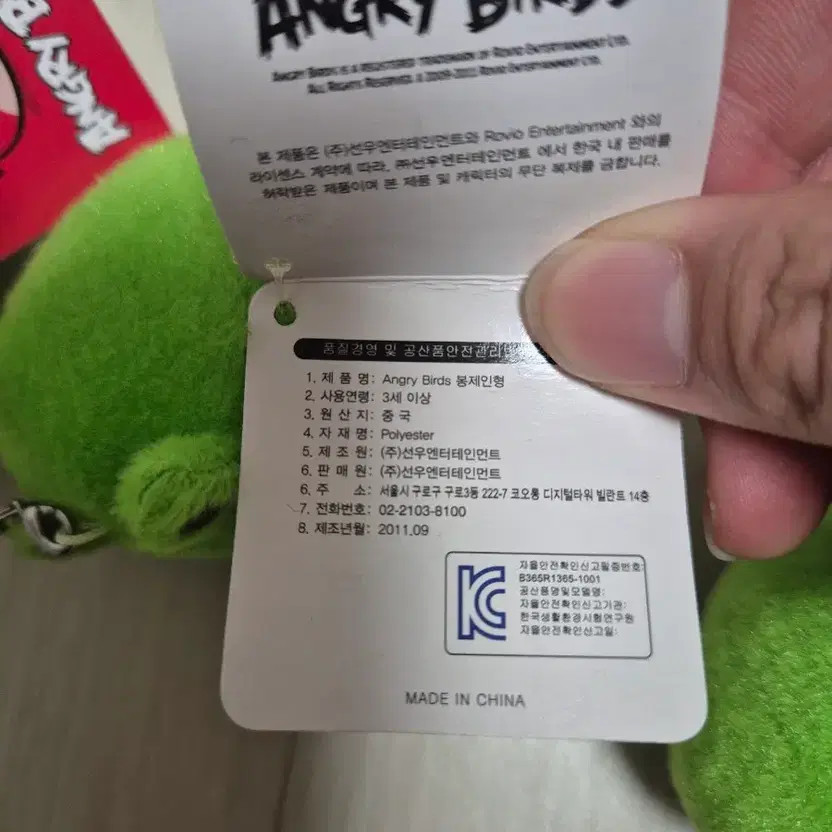 ANGRY B
ANGRY BIRDS
ANGRY BIRDS IS A REGISTERED TRADEMARK OF ROVIO ENTERTAINMENT LTD.
ALL RIGHTS RESERVED. © 2009-2011 ROVIO ENTERTAINMENT LTD.
본 제품은 (주)선우엔터테인먼트와 Rovio Entertainment 와의
라이센스 계약에 따라, ㈜선우엔터테인먼트 에서 한국 내 판매를
허락받은 제품이며 본 제품 및 캐릭터의 무단 복제를 금합니다.
품질경영 및 공산품안전관리
1. 제 품 명: Angry Birds 봉제인형
2. 사용연령: 3세 이상
3. 원 산 지: 중 국
4. 자 재 명: Polyester
5. 제 조 원: (주)선우엔터테인먼트
6. 판 매 원: (주)선우엔터테인먼트
6. 주 소: 서울시 구로구 구로3동 222-7 코오롱 디지털타워 빌란트 14층
7. 전화번호: 02-2103-8100
8. 제조년월: 2011.09
자율안전확인신고필증번호:
B365R1365-1001
공산품명및모델명:
자율안전확인신고기관:
한국생활환경시험연구원
자율안전확인신고일:
MADE IN CHINA